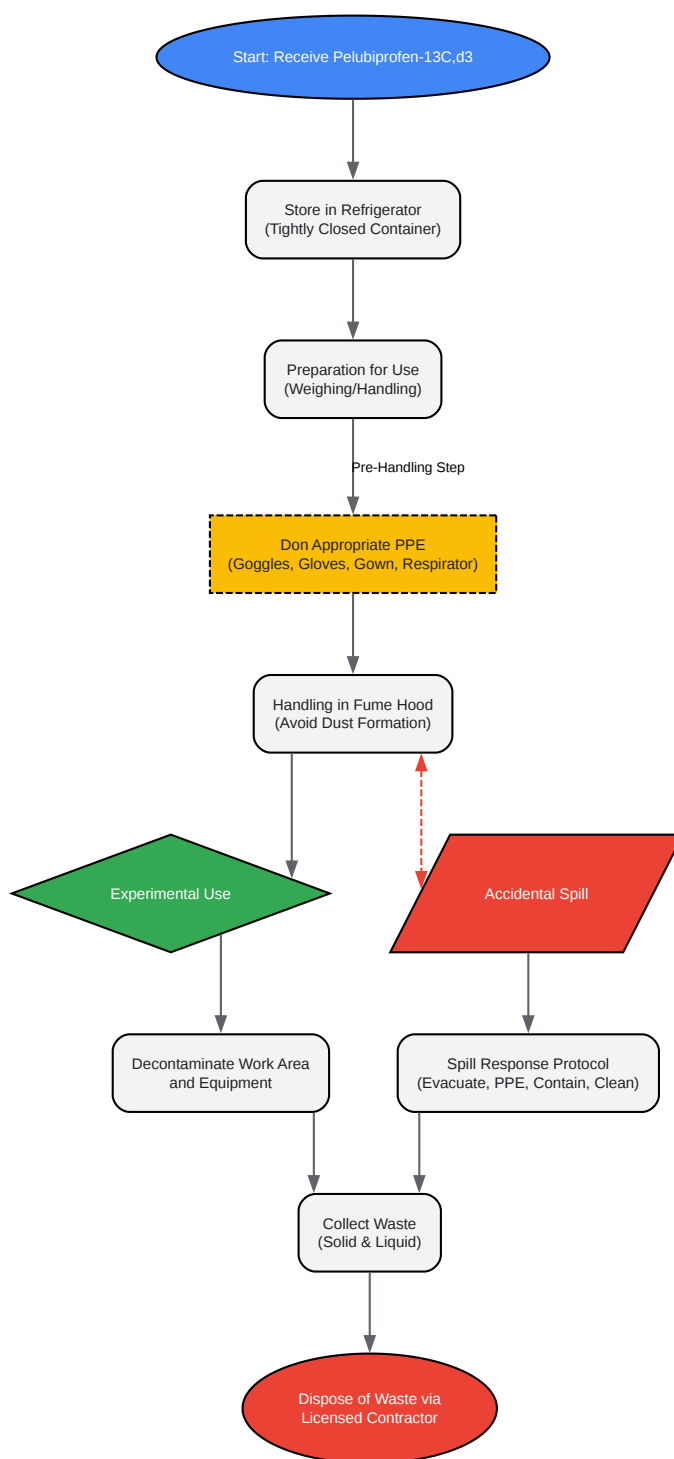 Start: Receive Pelubiprofen-13C,d3
Store in Refrigerator
(Tightly Closed Container)
Preparation for Use
(Weighing/Handling)
Pre-Handling Step
Don Appropriate PPE
(Goggles, Gloves, Gown, Respirator)
Handling in Fume Hood
(Avoid Dust Formation)
Experimental Use
Accidental Spill
Decontaminate Work Area
and Equipment
Spill Response Protocol
(Evacuate, PPE, Contain, Clean)
Collect Waste
(Solid & Liquid)
Dispose of Waste via
Licensed Contractor